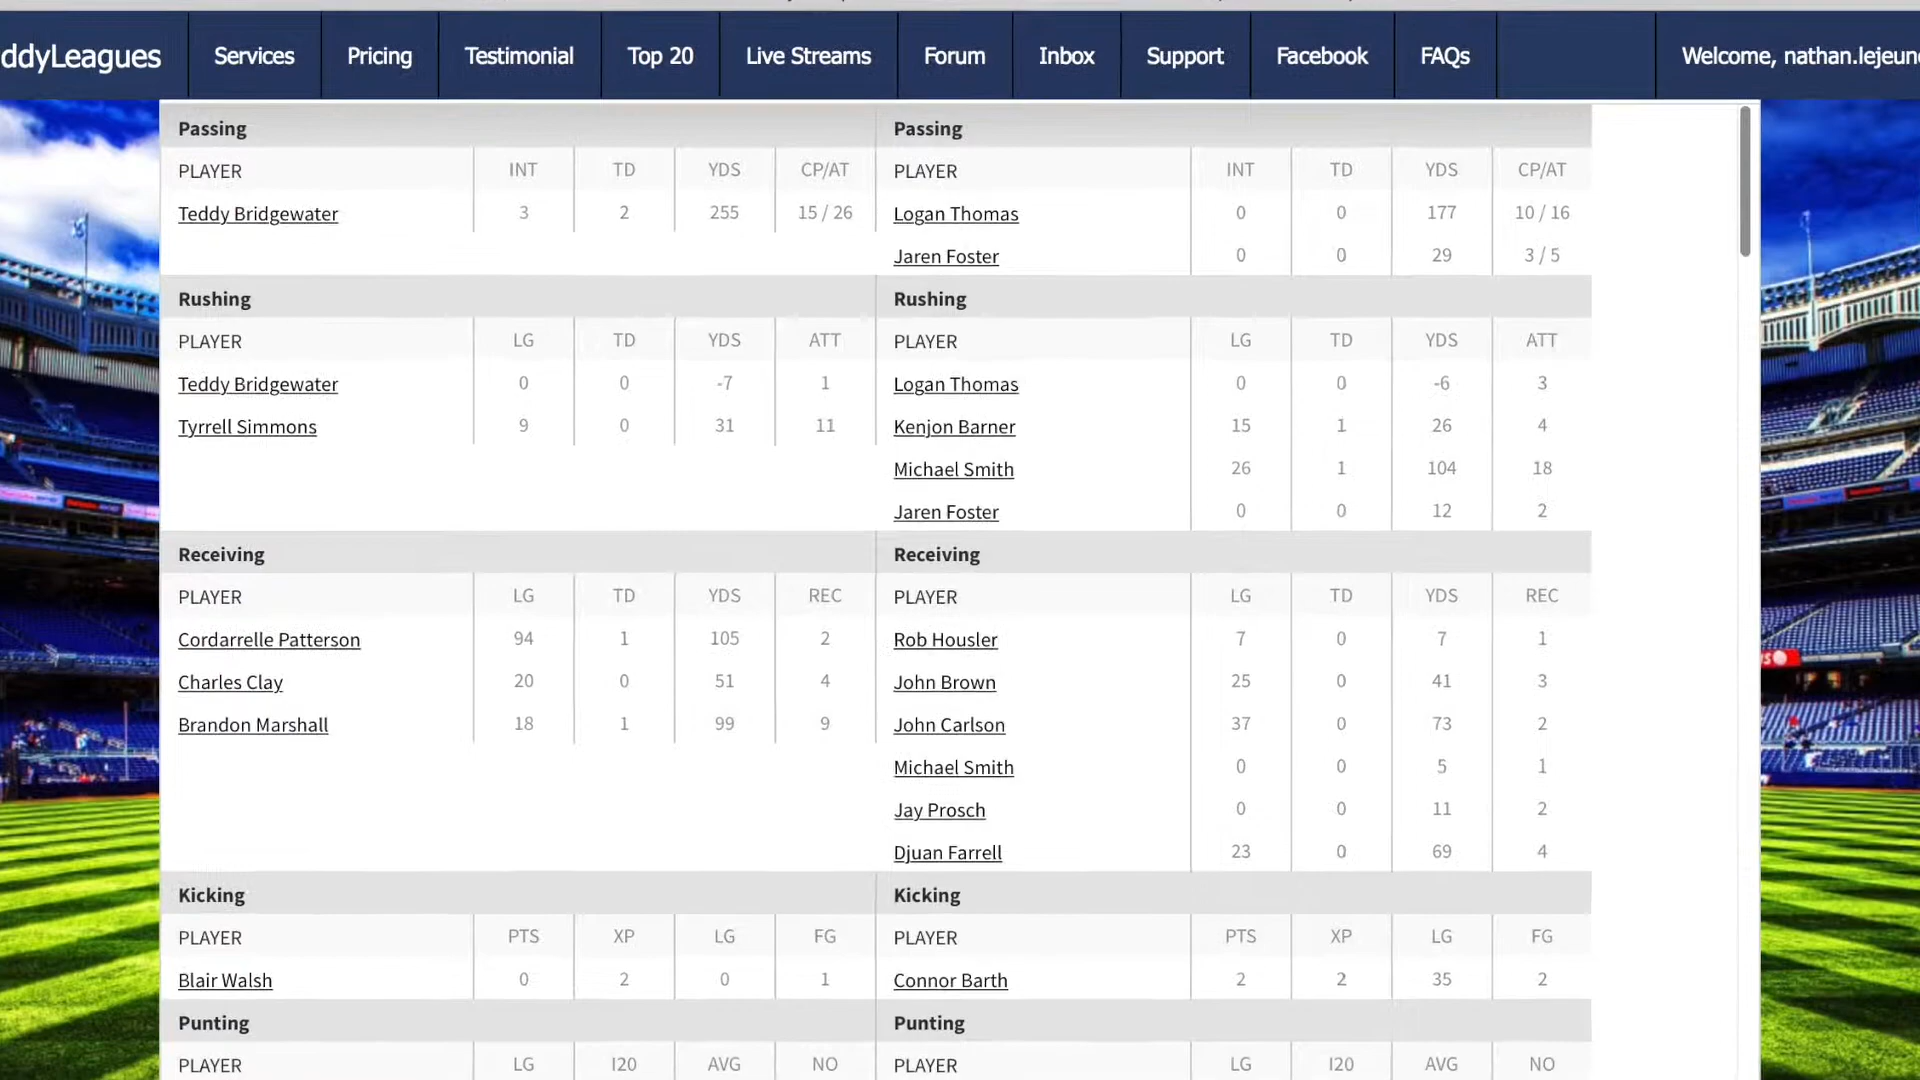 ddyLeagues Services Pricing Testimonial Top 20 Live Streams Forum Inbox Support Facebook FAQs Welcome, nathan.lejeun
Passing Passing
PLAYER INT TD YDS CP/AT PLAYER INT TD YDS CP/AT
Teddy Bridgewater 3 2 255 15 / 26 Logan Thomas 0 0 177 10 / 16
Jaren Foster 0 0 29 3 / 5
Rushing Rushing
PLAYER LG TD YDS ATT PLAYER LG TD YDS ATT
Teddy Bridgewater 0 0 -7 1 Logan Thomas 0 0 -6 3
Tyrrell Simmons 9 0 31 11 Kenjon Barner 15 1 26 4
Michael Smith 26 1 104 18
Jaren Foster 0 0 12 2
Receiving Receiving
PLAYER LG TD YDS REC PLAYER LG TD YDS REC
Cordarrelle Patterson 94 1 105 2 Rob Housler 7 0 7 1
Charles Clay 20 0 51 4 John Brown 25 0 41 3
Brandon Marshall 18 1 99 9 John Carlson 37 0 73 2
Michael Smith 0 0 5 1
Jay Prosch 0 0 11 2
Djuan Farrell 23 0 69 4
Kicking Kicking
PLAYER PTS XP LG FG PLAYER PTS XP LG FG
Blair Walsh 0 2 0 1 Connor Barth 2 2 35 2
Punting Punting
PLAYER LG I20 AVG NO PLAYER LG I20 AVG NO